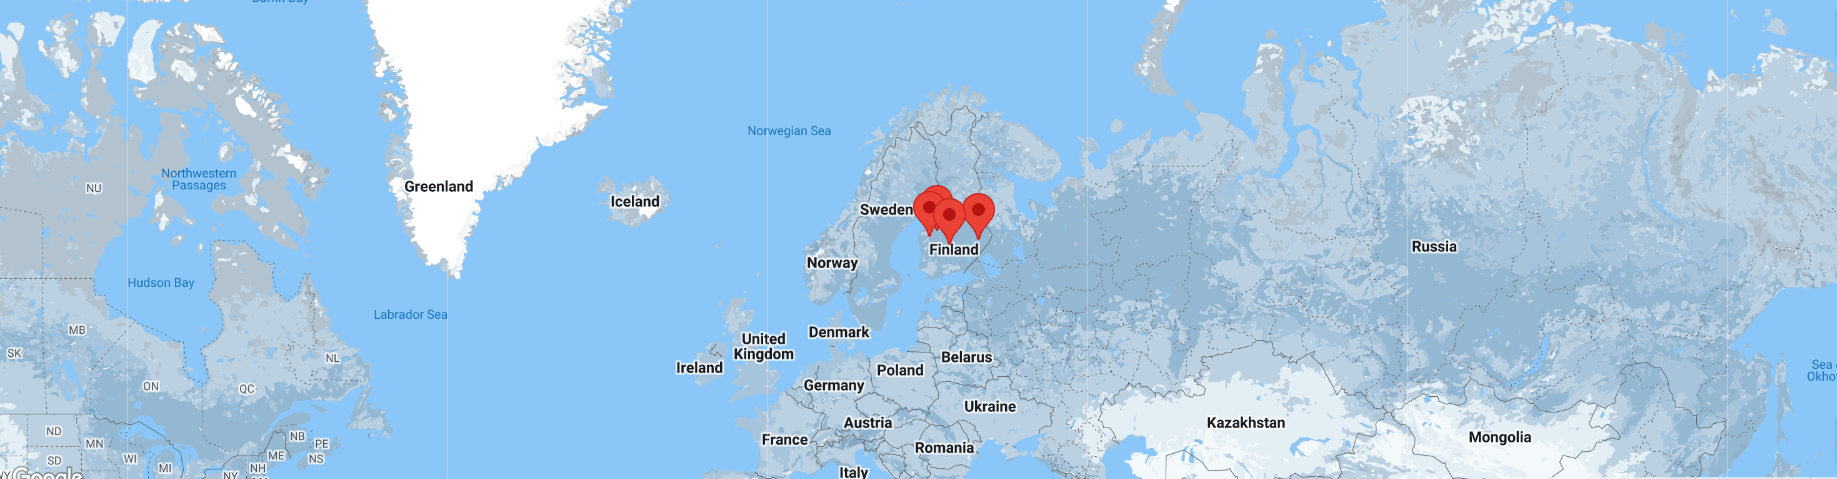 Baffin Bay
Norwegian Sea
Northwestern
Passages
NU
Greenland
Iceland
Sweden
Finland
Russia
Norway
Hudson Bay
Labrador Sea
MB
Denmark
United
Kingdom
Ireland
Belarus
Poland
Germany
SK
NL
ON
QC
Sea o
Okhot
Ukraine
Austria
Kazakhstan
Mongolia
France
Romania
Italy
ND
MN
NB
PE
ME
NS
WI
SD
MI
NH
NY
Google